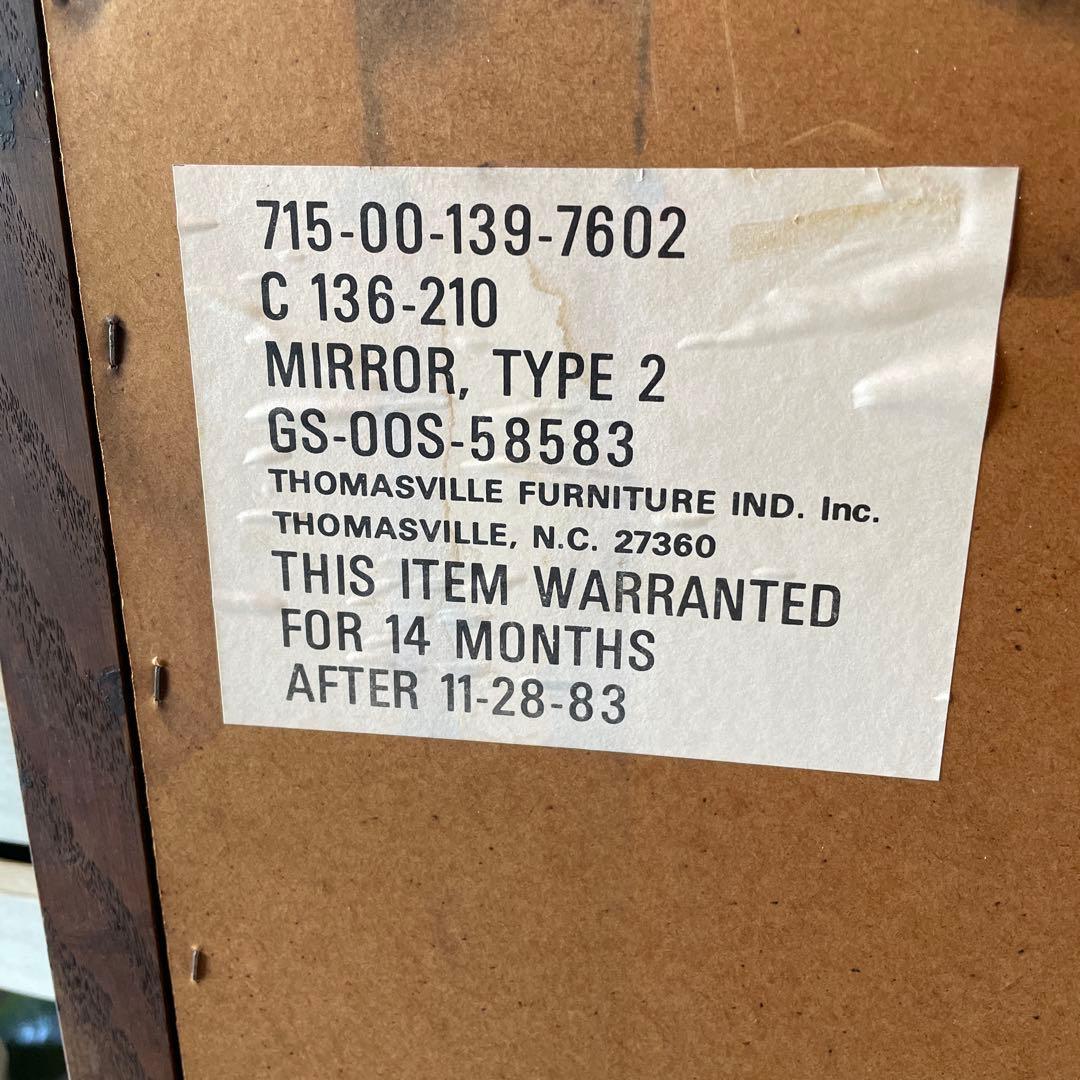 715-00-139-7602
C 136-210
MIRROR, TYPE 2
GS-00S-58583
THOMASVILLE FURNITURE IND. Inc.
THOMASVILLE, N.C. 27360
THIS ITEM WARRANTED
FOR 14 MONTHS
AFTER 11-28-83